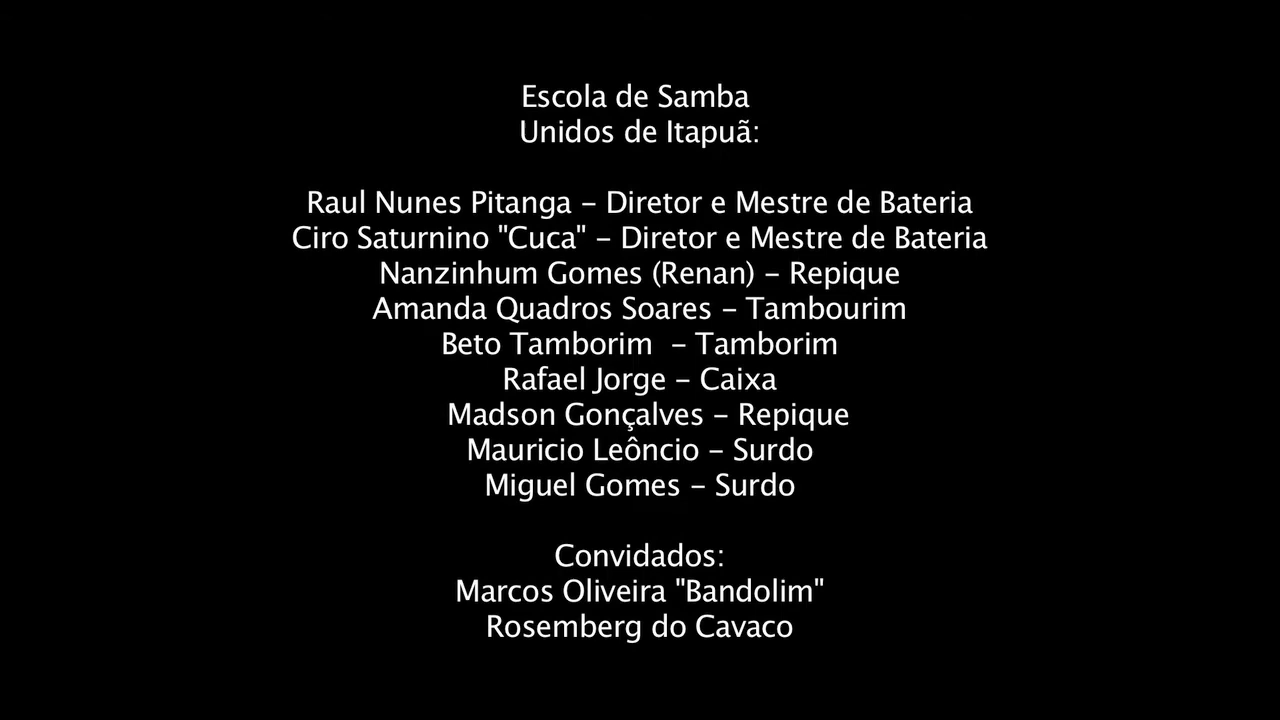 Escola de Samba
Unidos de Itapuã:
Raul Nunes Pitanga – Diretor e Mestre de Bateria
Ciro Saturnino "Cuca" – Diretor e Mestre de Bateria
Nanzinhum Gomes (Renan) – Repique
Amanda Quadros Soares – Tambourim
Beto Tamborim – Tamborim
Rafael Jorge – Caixa
Madson Gonçalves – Repique
Mauricio Leôncio – Surdo
Miguel Gomes – Surdo
Convidados:
Marcos Oliveira "Bandolim"
Rosemberg do Cavaco